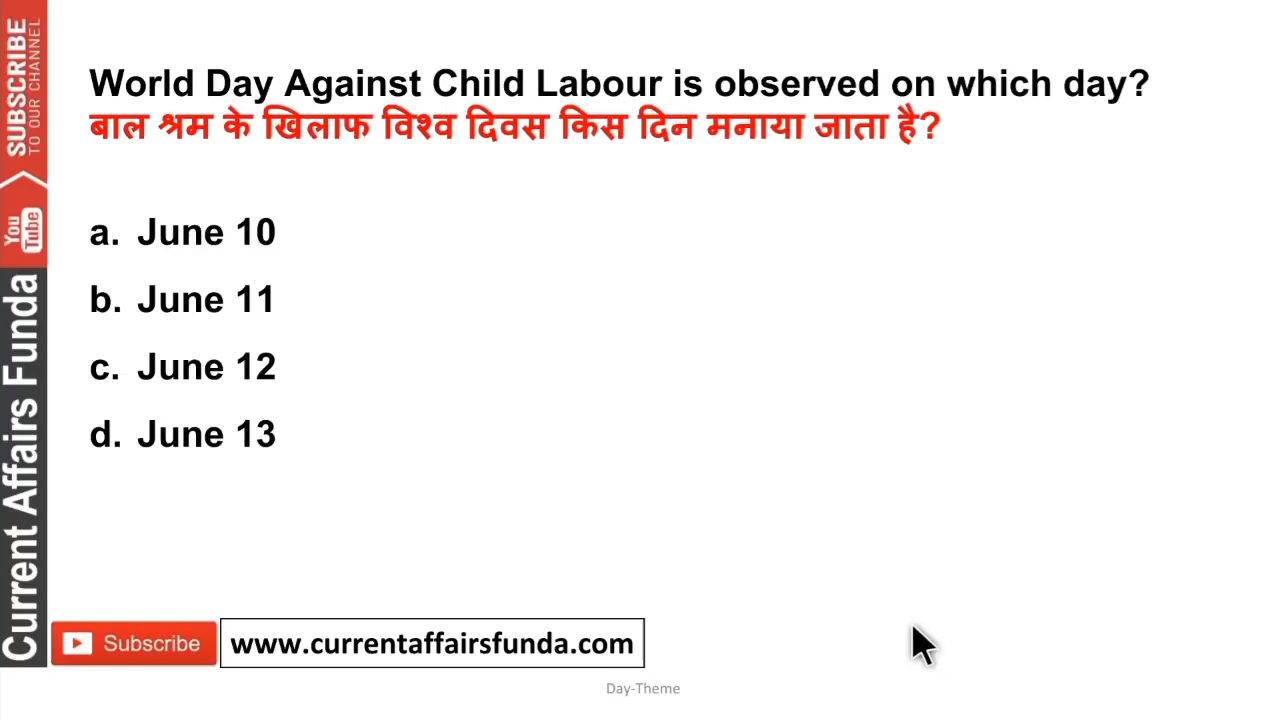 World Day Against Child Labour is observed on which day?
बाल श्रम के खिलाफ विश्व दिवस किस दिन मनाया जाता है?
a. June 10
b. June 11
c. June 12
d. June 13
SUBSCRIBE
TO OUR CHANNEL
You Tube
Current Affairs Funda
Subscribe
www.currentaffairsfunda.com
Day-Theme